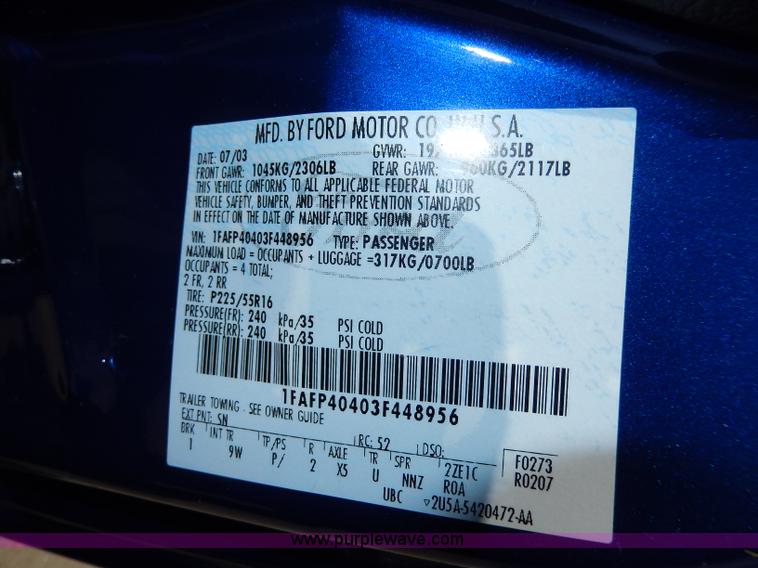 MFD. BY FORD MOTOR CO. IN U.S.A.
DATE: 07/03 GVWR: 365LB
FRONT GAWR: 1045KG/2306LB REAR GAWR: 960KG/2117LB
THIS VEHICLE CONFORMS TO ALL APPLICABLE FEDERAL MOTOR
VEHICLE SAFETY, BUMPER, AND THEFT PREVENTION STANDARDS
IN EFFECT ON THE DATE OF MANUFACTURE SHOWN ABOVE.
VIN: 1FAFP40403F448956 TYPE: PASSENGER
MAXIMUM LOAD = OCCUPANTS + LUGGAGE =317KG/0700LB
OCCUPANTS = 4 TOTAL;
2 FR, 2 RR
TIRE: P225/55R16
PRESSURE(FR): 240 kPa/35 PSI COLD
PRESSURE(RR): 240 kPa/35 PSI COLD
1FAFP40403F448956
TRAILER TOWING - SEE OWNER GUIDE
EXT PNT: SN RC: 52 DSO:
BRK INT TR TP/PS R AXLE TR SPR 2ZE1C F0273
1 9W P/ 2 X5 U NNZ ROA R0207
UBC 2U5A-5420472-AA
www.purplewave.com